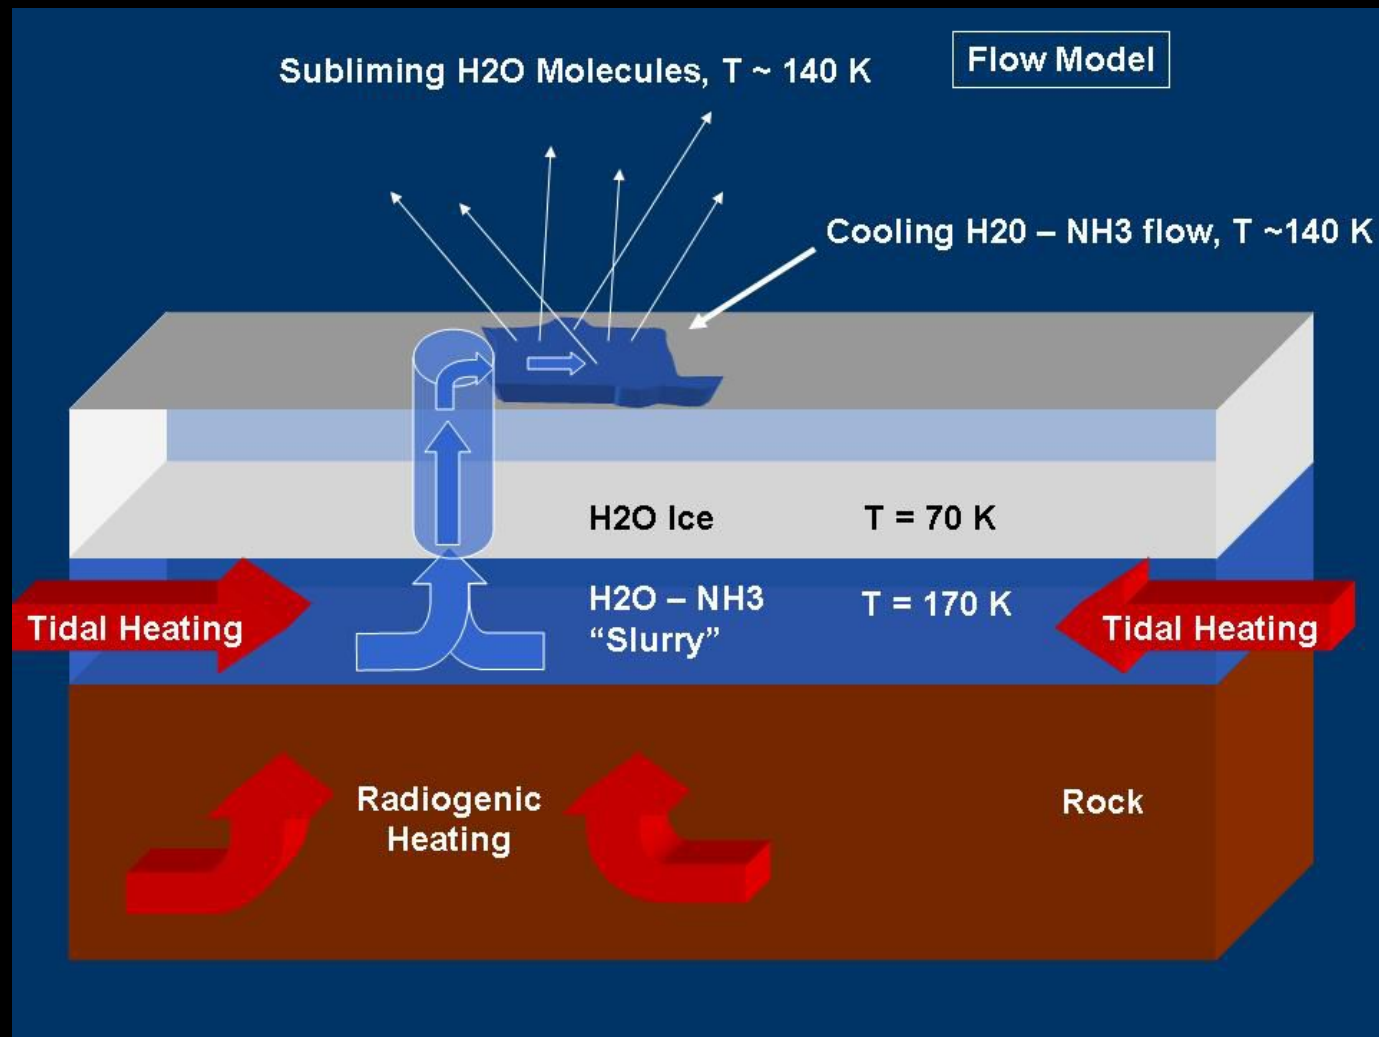 Flow Model
Subliming H2O Molecules, T ~ 140 K
Cooling H20 – NH3 flow, T ~140 K
H2O Ice T = 70 K
H2O – NH3 T = 170 K
“Slurry”
Tidal Heating
Tidal Heating
Radiogenic
Heating
Rock